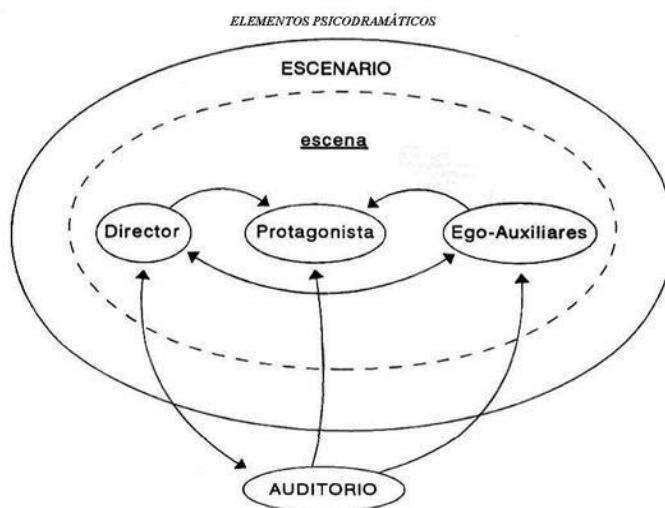 ELEMENTOS PSICODRAMÁTICOS
ESCENARIO
escena
Director
Protagonista
Ego-Auxiliares
AUDITORIO